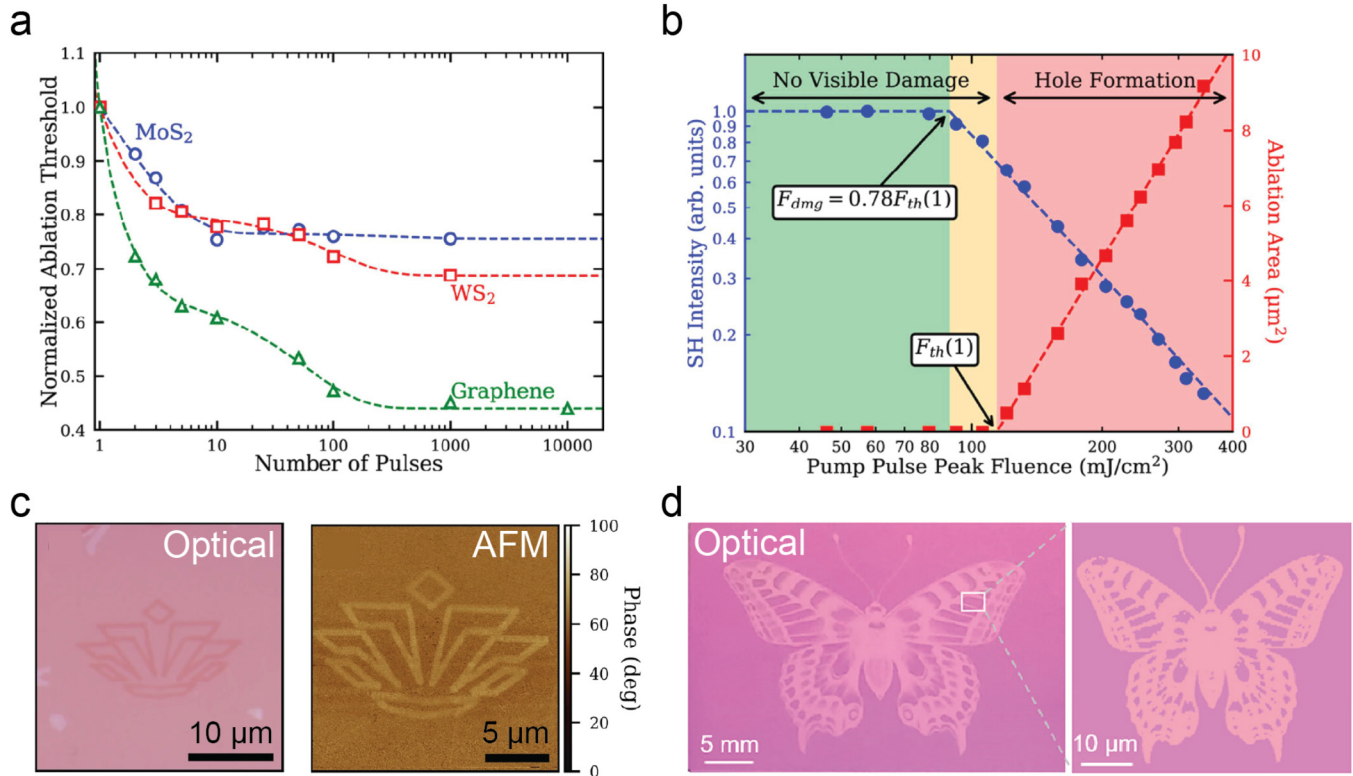 a
1.1
1.0
0.9
0.8
0.7
0.6
0.5
0.4
Normalized Ablation Threshold
MoS₂
WS₂
Graphene
1 10 100 1000 10000
Number of Pulses
b
No Visible Damage
Hole Formation
1.0
0.9
0.8
0.7
0.6
0.5
0.4
0.3
0.2
0.1
SH Intensity (arb. units)
F_dmg = 0.78F_th(1)
F_th(1)
10
8
6
4
2
0
Ablation Area (μm²)
30 40 50 60 70 80 100 200 300 400
Pump Pulse Peak Fluence (mJ/cm²)
c
Optical
10 μm
AFM
5 μm
100
80
60
40
20
0
Phase (deg)
d
Optical
5 mm
10 μm